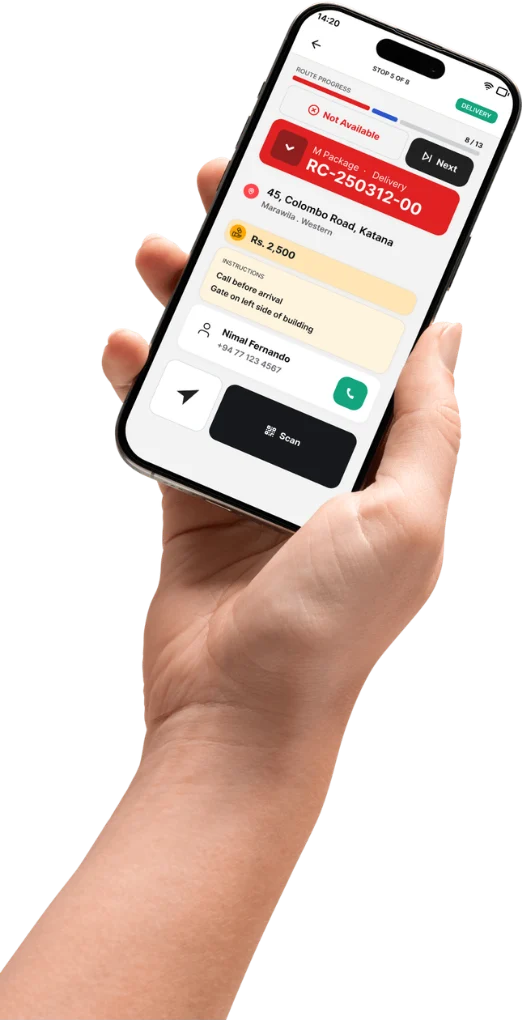 14:20
STOP 5 OF 8
DELIVERY
ROUTE PROGRESS
8 / 13
Not Available
Next
M Package · Delivery
RC-250312-00
45, Colombo Road, Katana
Marawila . Western
Rs. 2,500
INSTRUCTIONS
Call before arrival
Gate on left side of building
Nimal Fernando
+94 77 123 4567
Scan